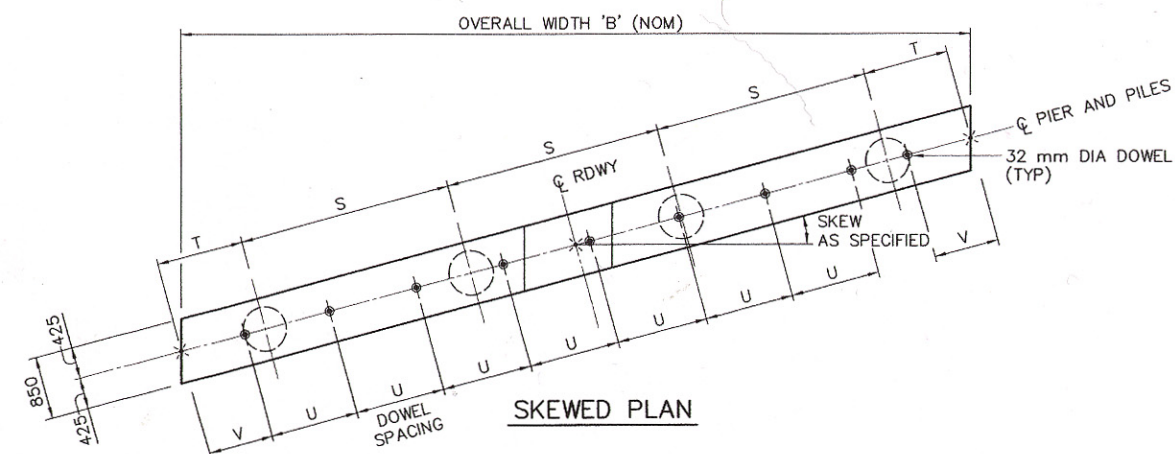 OVERALL WIDTH 'B' (NOM)
T
S
S
S
T
℄ PIER AND PILES
32 mm DIA DOWEL
(TYP)
℄ RDWY
SKEW
AS SPECIFIED
V
U
U
U
U
U
U
V
DOWEL
SPACING
425
850
425
SKEWED PLAN